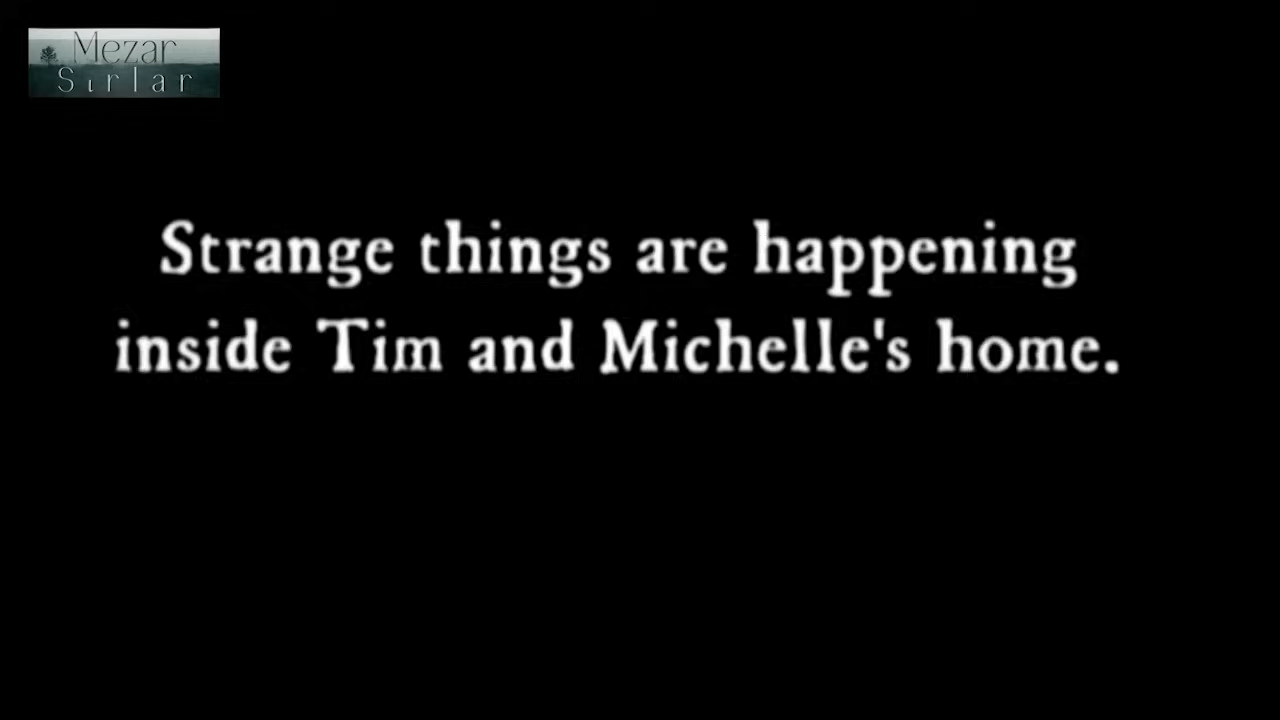 Mezar
Sırlar
Strange things are happening
inside Tim and Michelle's home.